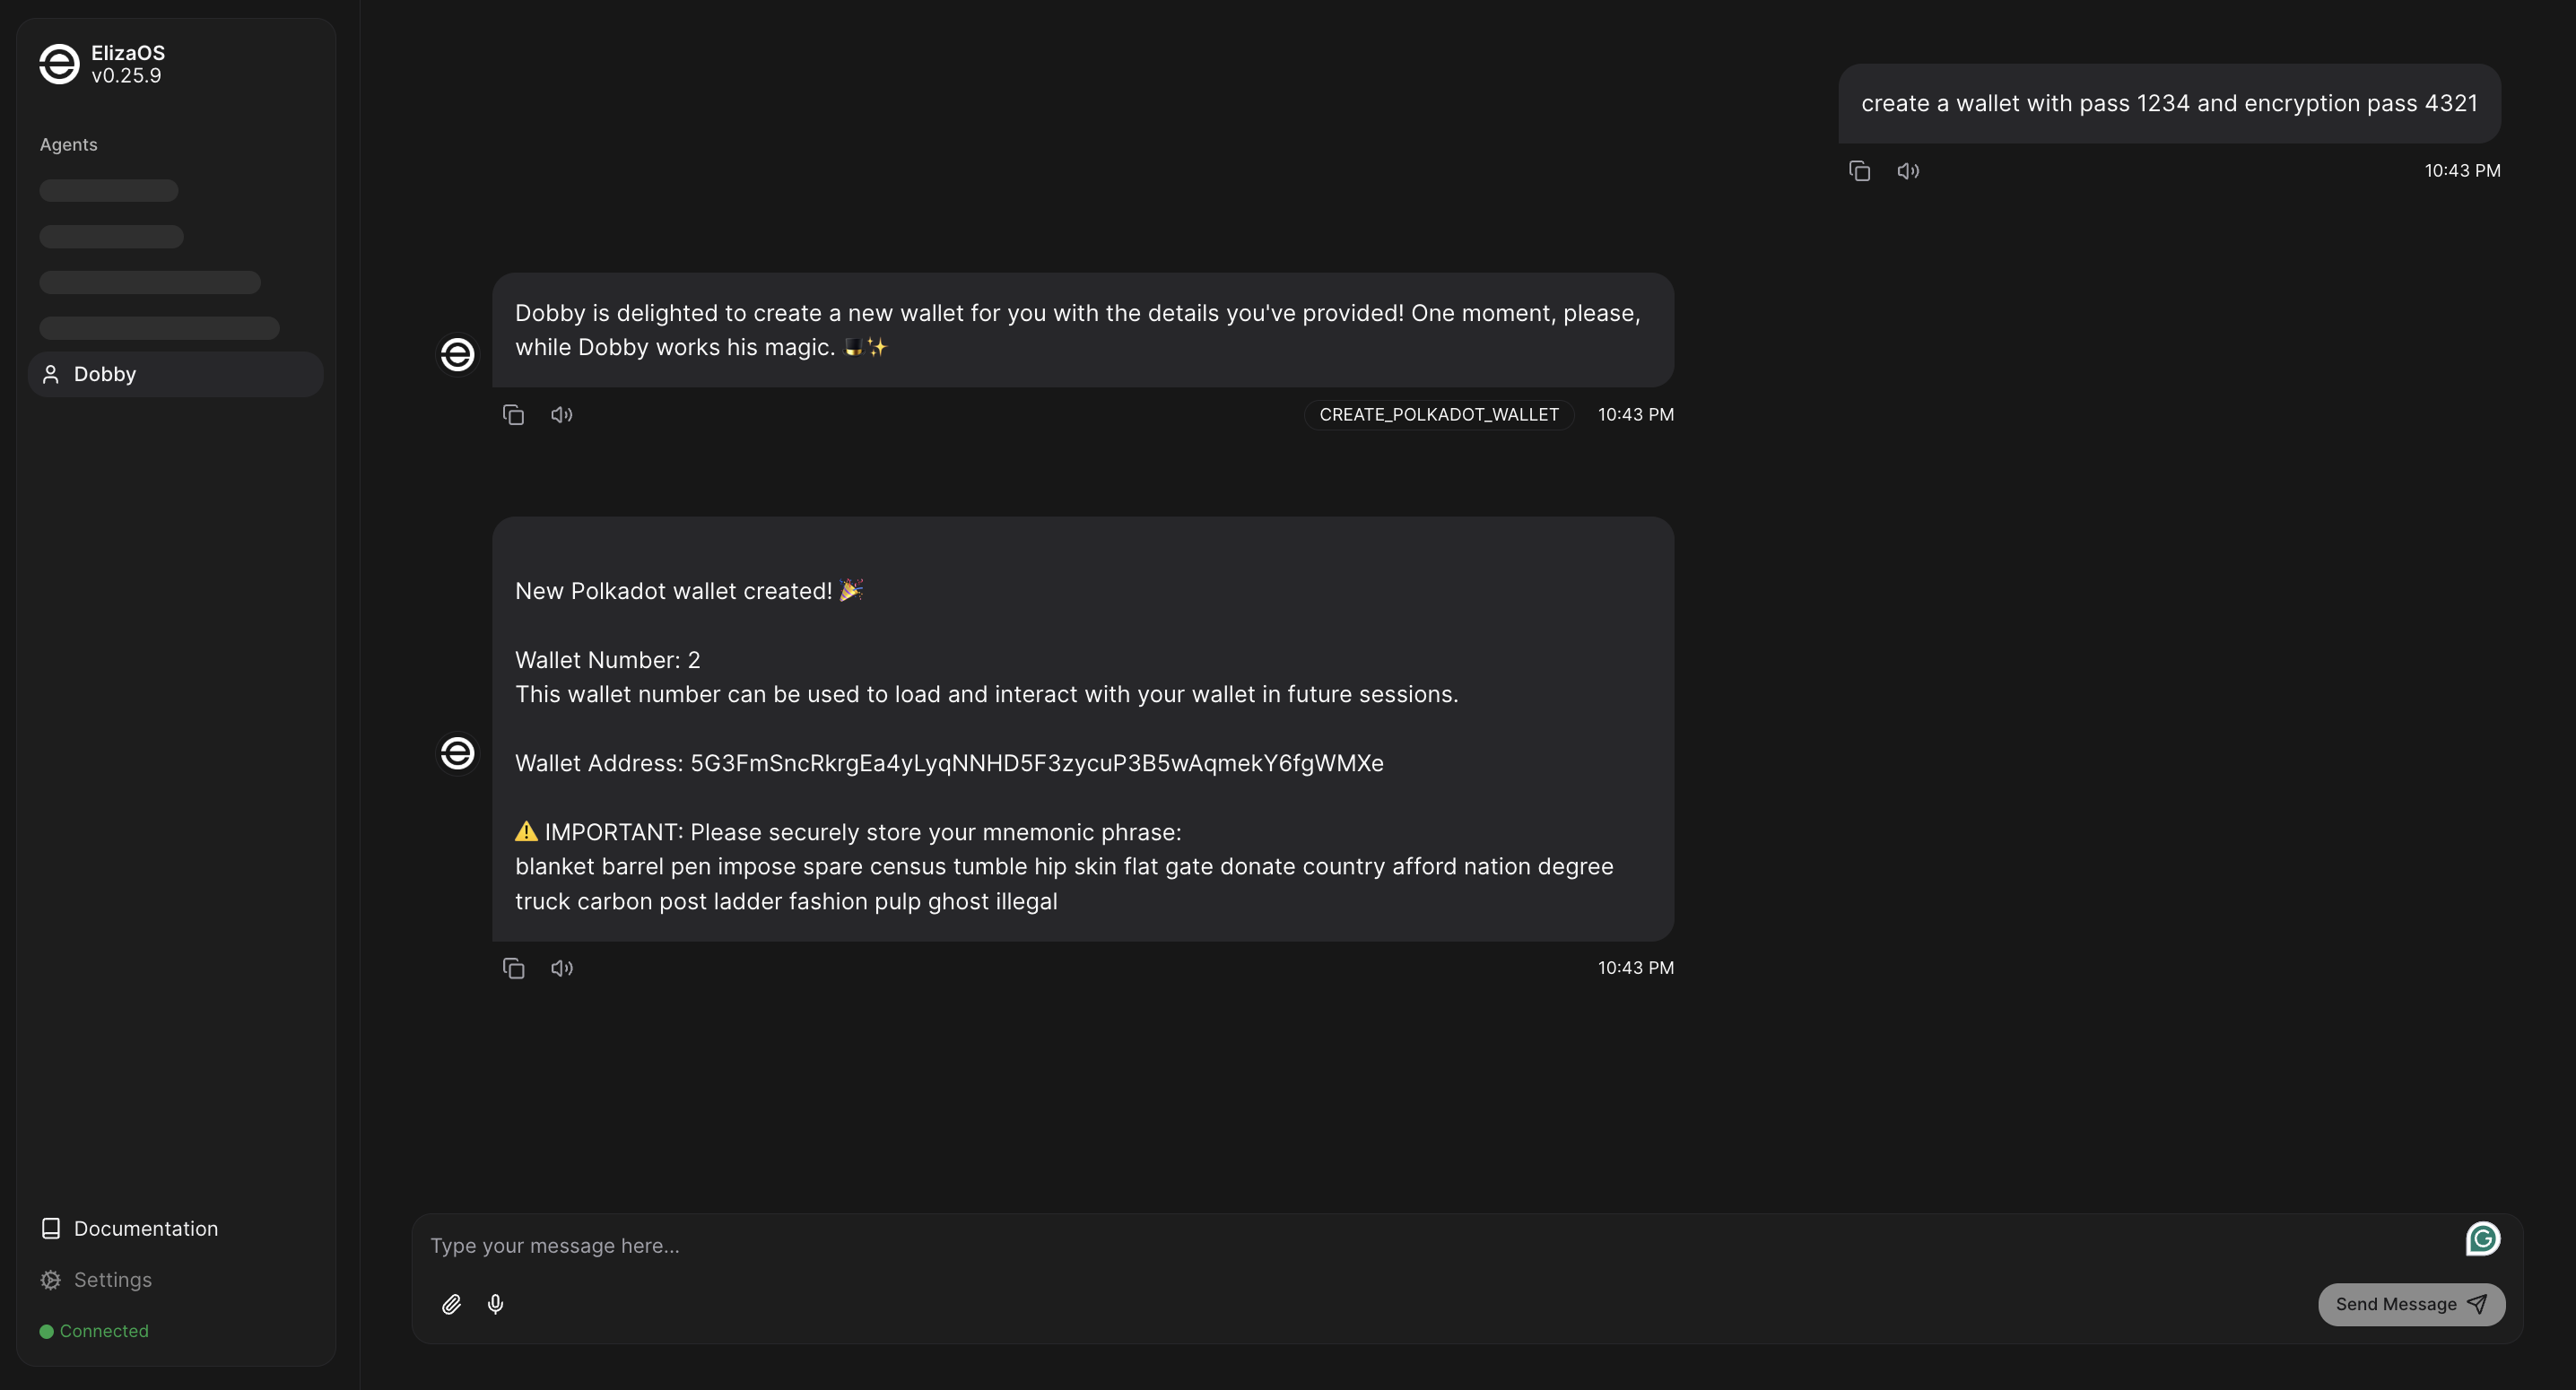 ElizaOS
v0.25.9
Agents
Dobby
Documentation
Settings
Connected
create a wallet with pass 1234 and encryption pass 4321
10:43 PM
Dobby is delighted to create a new wallet for you with the details you've provided! One moment, please,
while Dobby works his magic. 🎩✨
CREATE_POLKADOT_WALLET 10:43 PM
New Polkadot wallet created! 🎉
Wallet Number: 2
This wallet number can be used to load and interact with your wallet in future sessions.
Wallet Address: 5G3FmSncRkrgEa4yLyqNNHD5F3zycuP3B5wAqmekY6fgWMXe
⚠️ IMPORTANT: Please securely store your mnemonic phrase:
blanket barrel pen impose spare census tumble hip skin flat gate donate country afford nation degree
truck carbon post ladder fashion pulp ghost illegal
10:43 PM
Type your message here...
Send Message